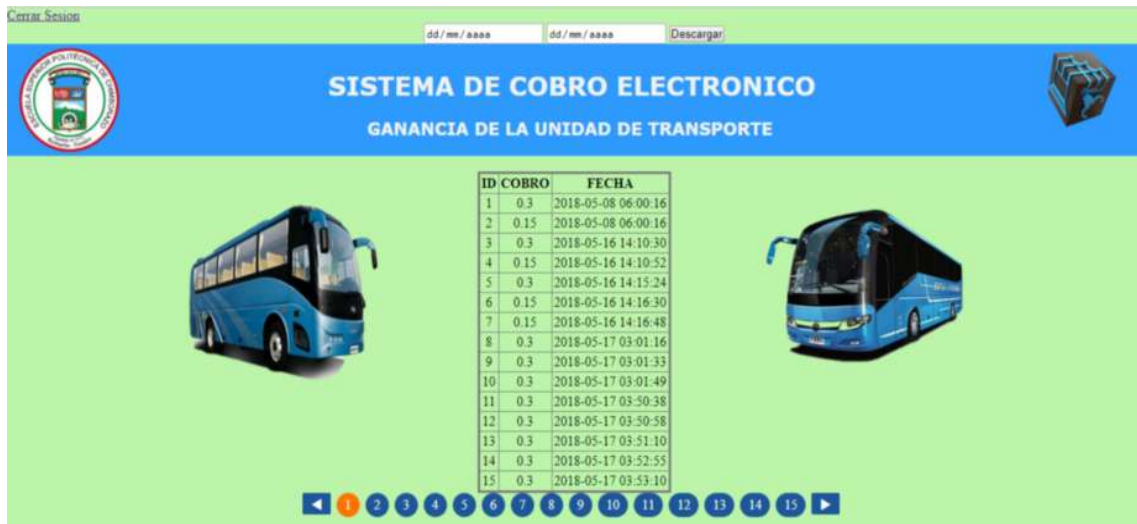 Cerrar Sesion
dd/mm/aaaa dd/mm/aaaa Descargar
ESCUELA SUPERIOR POLITÉCNICA DE CHIMBORAZO
SISTEMA DE COBRO ELECTRONICO
GANANCIA DE LA UNIDAD DE TRANSPORTE
ID COBRO FECHA
1 0.3 2018-05-08 06:00:16
2 0.15 2018-05-08 06:00:16
3 0.3 2018-05-16 14:10:30
4 0.15 2018-05-16 14:10:52
5 0.3 2018-05-16 14:15:24
6 0.15 2018-05-16 14:16:30
7 0.15 2018-05-16 14:16:48
8 0.3 2018-05-17 03:01:16
9 0.3 2018-05-17 03:01:33
10 0.3 2018-05-17 03:01:49
11 0.3 2018-05-17 03:50:38
12 0.3 2018-05-17 03:50:58
13 0.3 2018-05-17 03:51:10
14 0.3 2018-05-17 03:52:55
15 0.3 2018-05-17 03:53:10
1 2 3 4 5 6 7 8 9 10 11 12 13 14 15